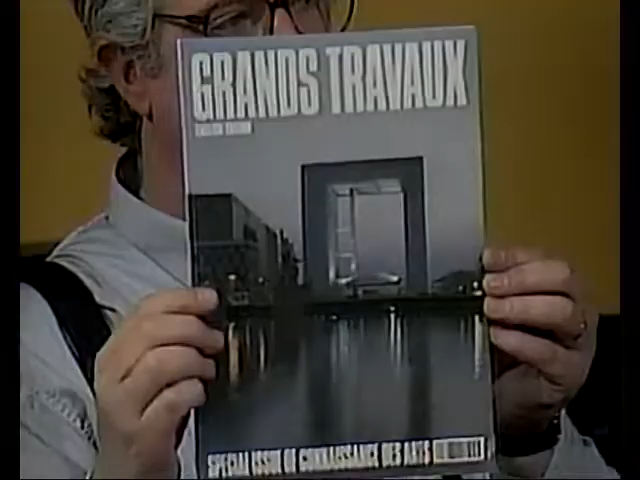 GRANDS TRAVAUX
ENGLISH EDITION
SPECIAL ISSUE OF CONNAISSANCE DES ARTS